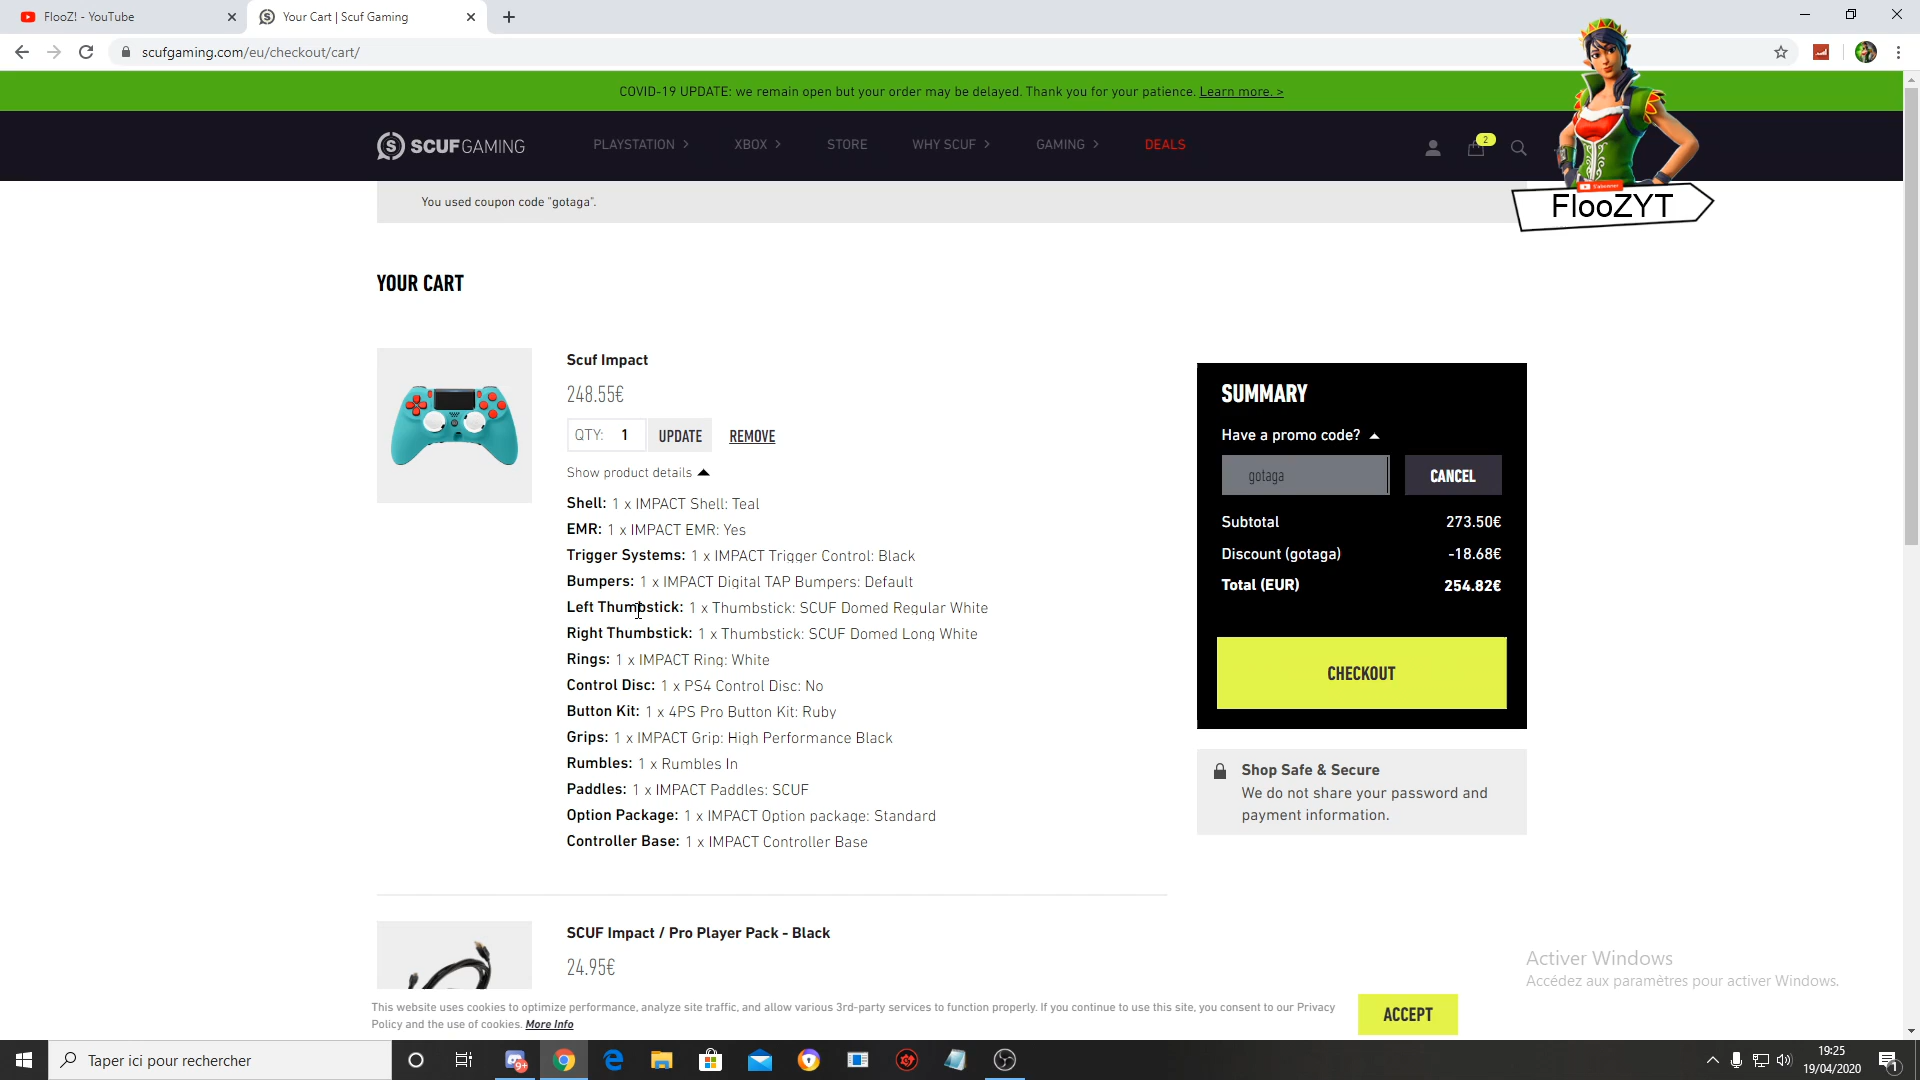 FlooZ! - YouTube
Your Cart | Scuf Gaming
scufgaming.com/eu/checkout/cart/
COVID-19 UPDATE: we remain open but your order may be delayed. Thank you for your patience. Learn more. >
SCUFGAMING
PLAYSTATION >
XBOX >
STORE
WHY SCUF >
GAMING >
DEALS
2
S'abonner
FlooZYT
You used coupon code "gotaga".
YOUR CART
Scuf Impact
248.55€
QTY: 1
UPDATE
REMOVE
Show product details
Shell: 1 x IMPACT Shell: Teal
EMR: 1 x IMPACT EMR: Yes
Trigger Systems: 1 x IMPACT Trigger Control: Black
Bumpers: 1 x IMPACT Digital TAP Bumpers: Default
Left Thumbstick: 1 x Thumbstick: SCUF Domed Regular White
Right Thumbstick: 1 x Thumbstick: SCUF Domed Long White
Rings: 1 x IMPACT Ring: White
Control Disc: 1 x PS4 Control Disc: No
Button Kit: 1 x 4PS Pro Button Kit: Ruby
Grips: 1 x IMPACT Grip: High Performance Black
Rumbles: 1 x Rumbles In
Paddles: 1 x IMPACT Paddles: SCUF
Option Package: 1 x IMPACT Option package: Standard
Controller Base: 1 x IMPACT Controller Base
SUMMARY
Have a promo code?
gotaga
CANCEL
Subtotal 273.50€
Discount (gotaga) -18.68€
Total (EUR) 254.82€
CHECKOUT
Shop Safe & Secure
We do not share your password and
payment information.
SCUF Impact / Pro Player Pack - Black
24.95€
Activer Windows
Accédez aux paramètres pour activer Windows.
This website uses cookies to optimize performance, analyze site traffic, and allow various 3rd-party services to function properly. If you continue to use this site, you consent to our Privacy
Policy and the use of cookies. More Info
ACCEPT
Taper ici pour rechercher
9+
19:25
19/04/2020
1